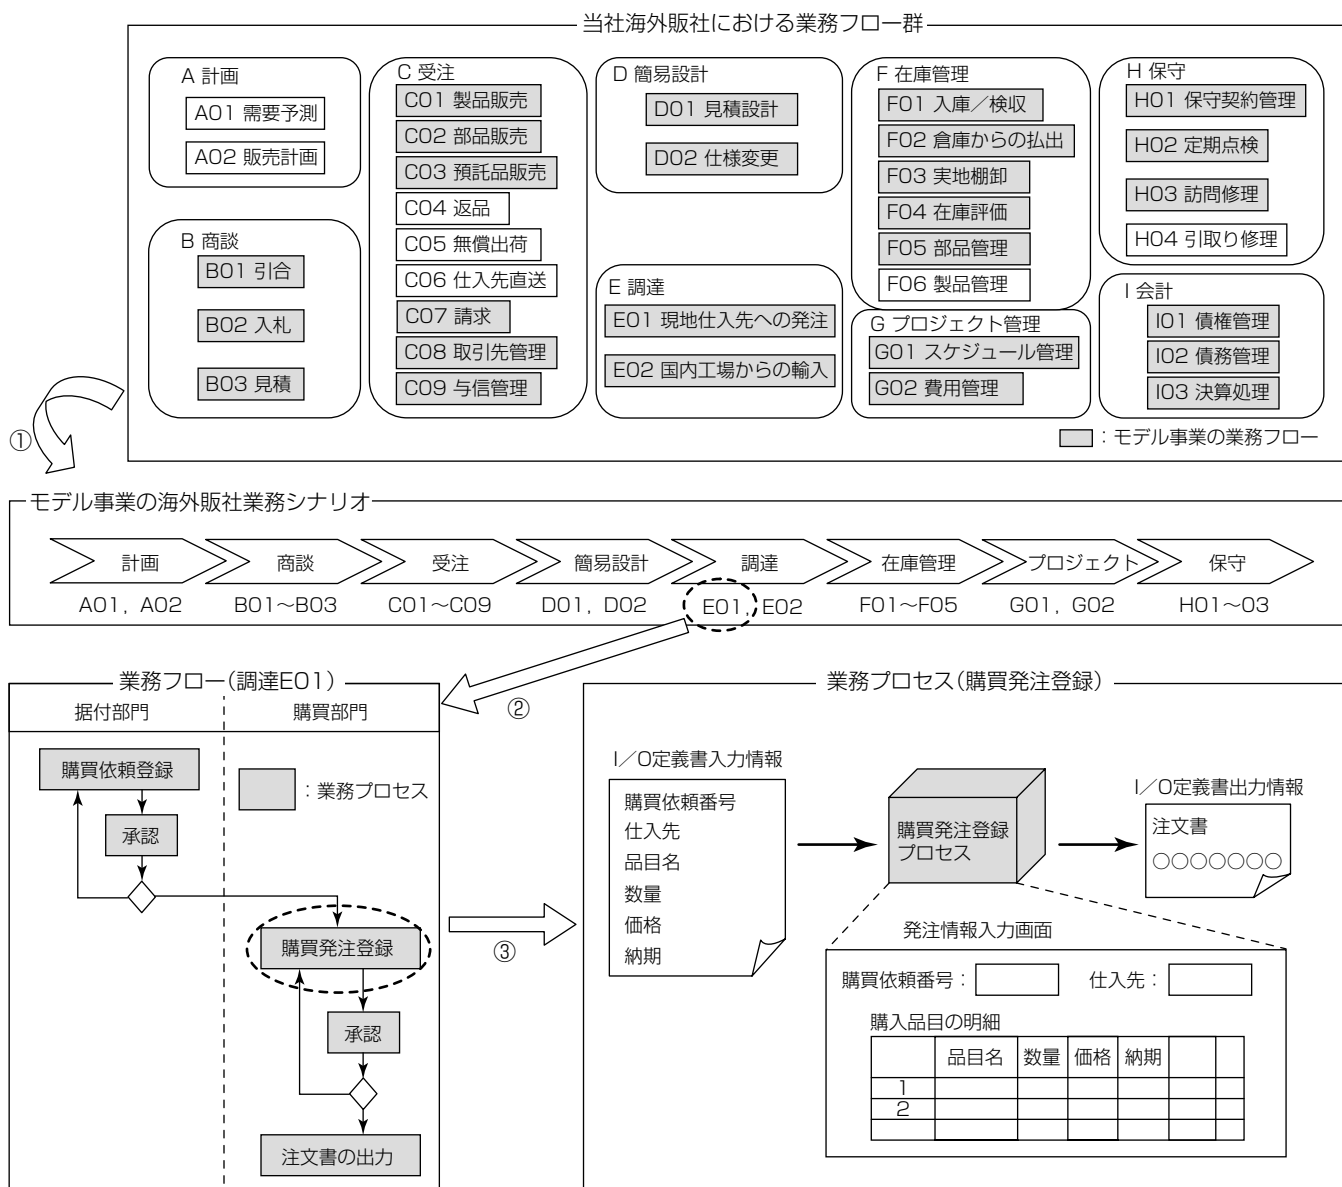 当社海外販社における業務フロー群
A 計画
A01 需要予測
A02 販売計画
B 商談
B01 引合
B02 入札
B03 見積
C 受注
C01 製品販売
C02 部品販売
C03 預託品販売
C04 返品
C05 無償出荷
C06 仕入先直送
C07 請求
C08 取引先管理
C09 与信管理
D 簡易設計
D01 見積設計
D02 仕様変更
E 調達
E01 現地仕入先への発注
E02 国内工場からの輸入
F 在庫管理
F01 入庫／検収
F02 倉庫からの払出
F03 実地棚卸
F04 在庫評価
F05 部品管理
F06 製品管理
G プロジェクト管理
G01 スケジュール管理
G02 費用管理
H 保守
H01 保守契約管理
H02 定期点検
H03 訪問修理
H04 引取り修理
I 会計
I01 債権管理
I02 債務管理
I03 決算処理
：モデル事業の業務フロー
①
モデル事業の海外販社業務シナリオ
計画
商談
受注
簡易設計
調達
在庫管理
プロジェクト
保守
A01, A02
B01〜B03
C01〜C09
D01, D02
E01, E02
F01〜F05
G01, G02
H01〜03
②
業務フロー(調達E01)
据付部門
購買部門
購買依頼登録
承認
：業務プロセス
購買発注登録
承認
注文書の出力
③
業務プロセス(購買発注登録)
I／O定義書入力情報
購買依頼番号
仕入先
品目名
数量
価格
納期
購買発注登録
プロセス
I／O定義書出力情報
注文書
○○○○○○○
発注情報入力画面
購買依頼番号：
仕入先：
購入品目の明細
品目名 数量 価格 納期
1
2